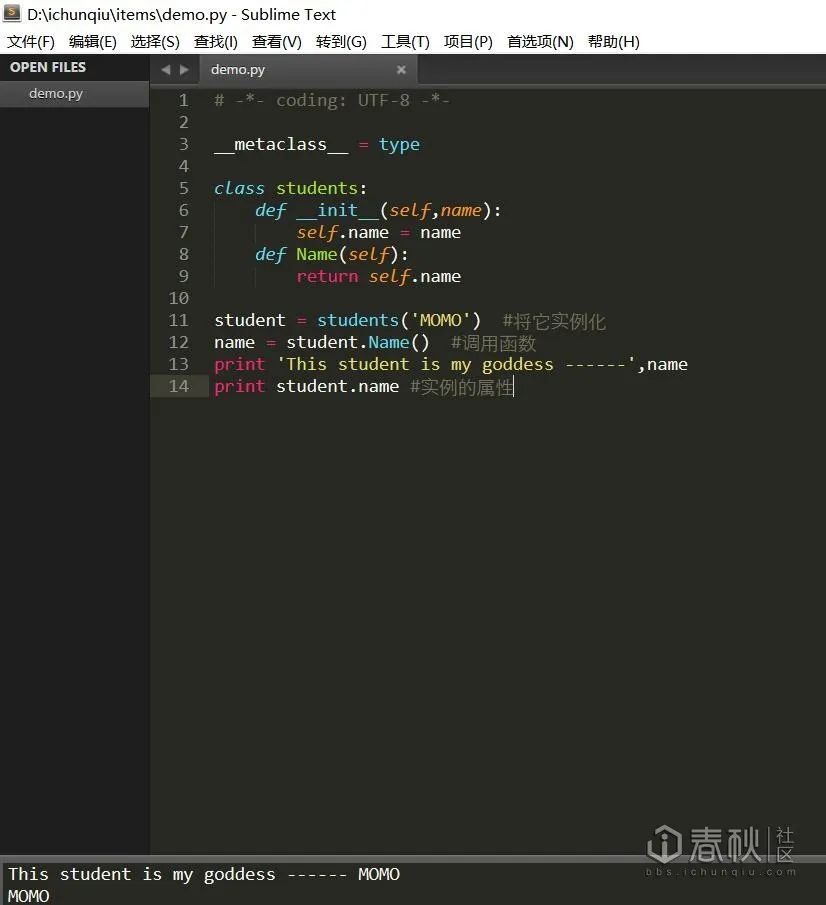 D:\ichunqiu\items\demo.py - Sublime Text
文件(F) 编辑(E) 选择(S) 查找(I) 查看(V) 转到(G) 工具(T) 项目(P) 首选项(N) 帮助(H)
OPEN FILES
demo.py
demo.py
1 # -*- coding: UTF-8 -*-
2
3 __metaclass__ = type
4
5 class students:
6     def __init__(self,name):
7         self.name = name
8     def Name(self):
9         return self.name
10
11 student = students('MOMO')  #将它实例化
12 name = student.Name()  #调用函数
13 print 'This student is my goddess ------',name
14 print student.name #实例的属性
春秋 社区
bbs.ichunqiu.com
This student is my goddess ------ MOMO
MOMO